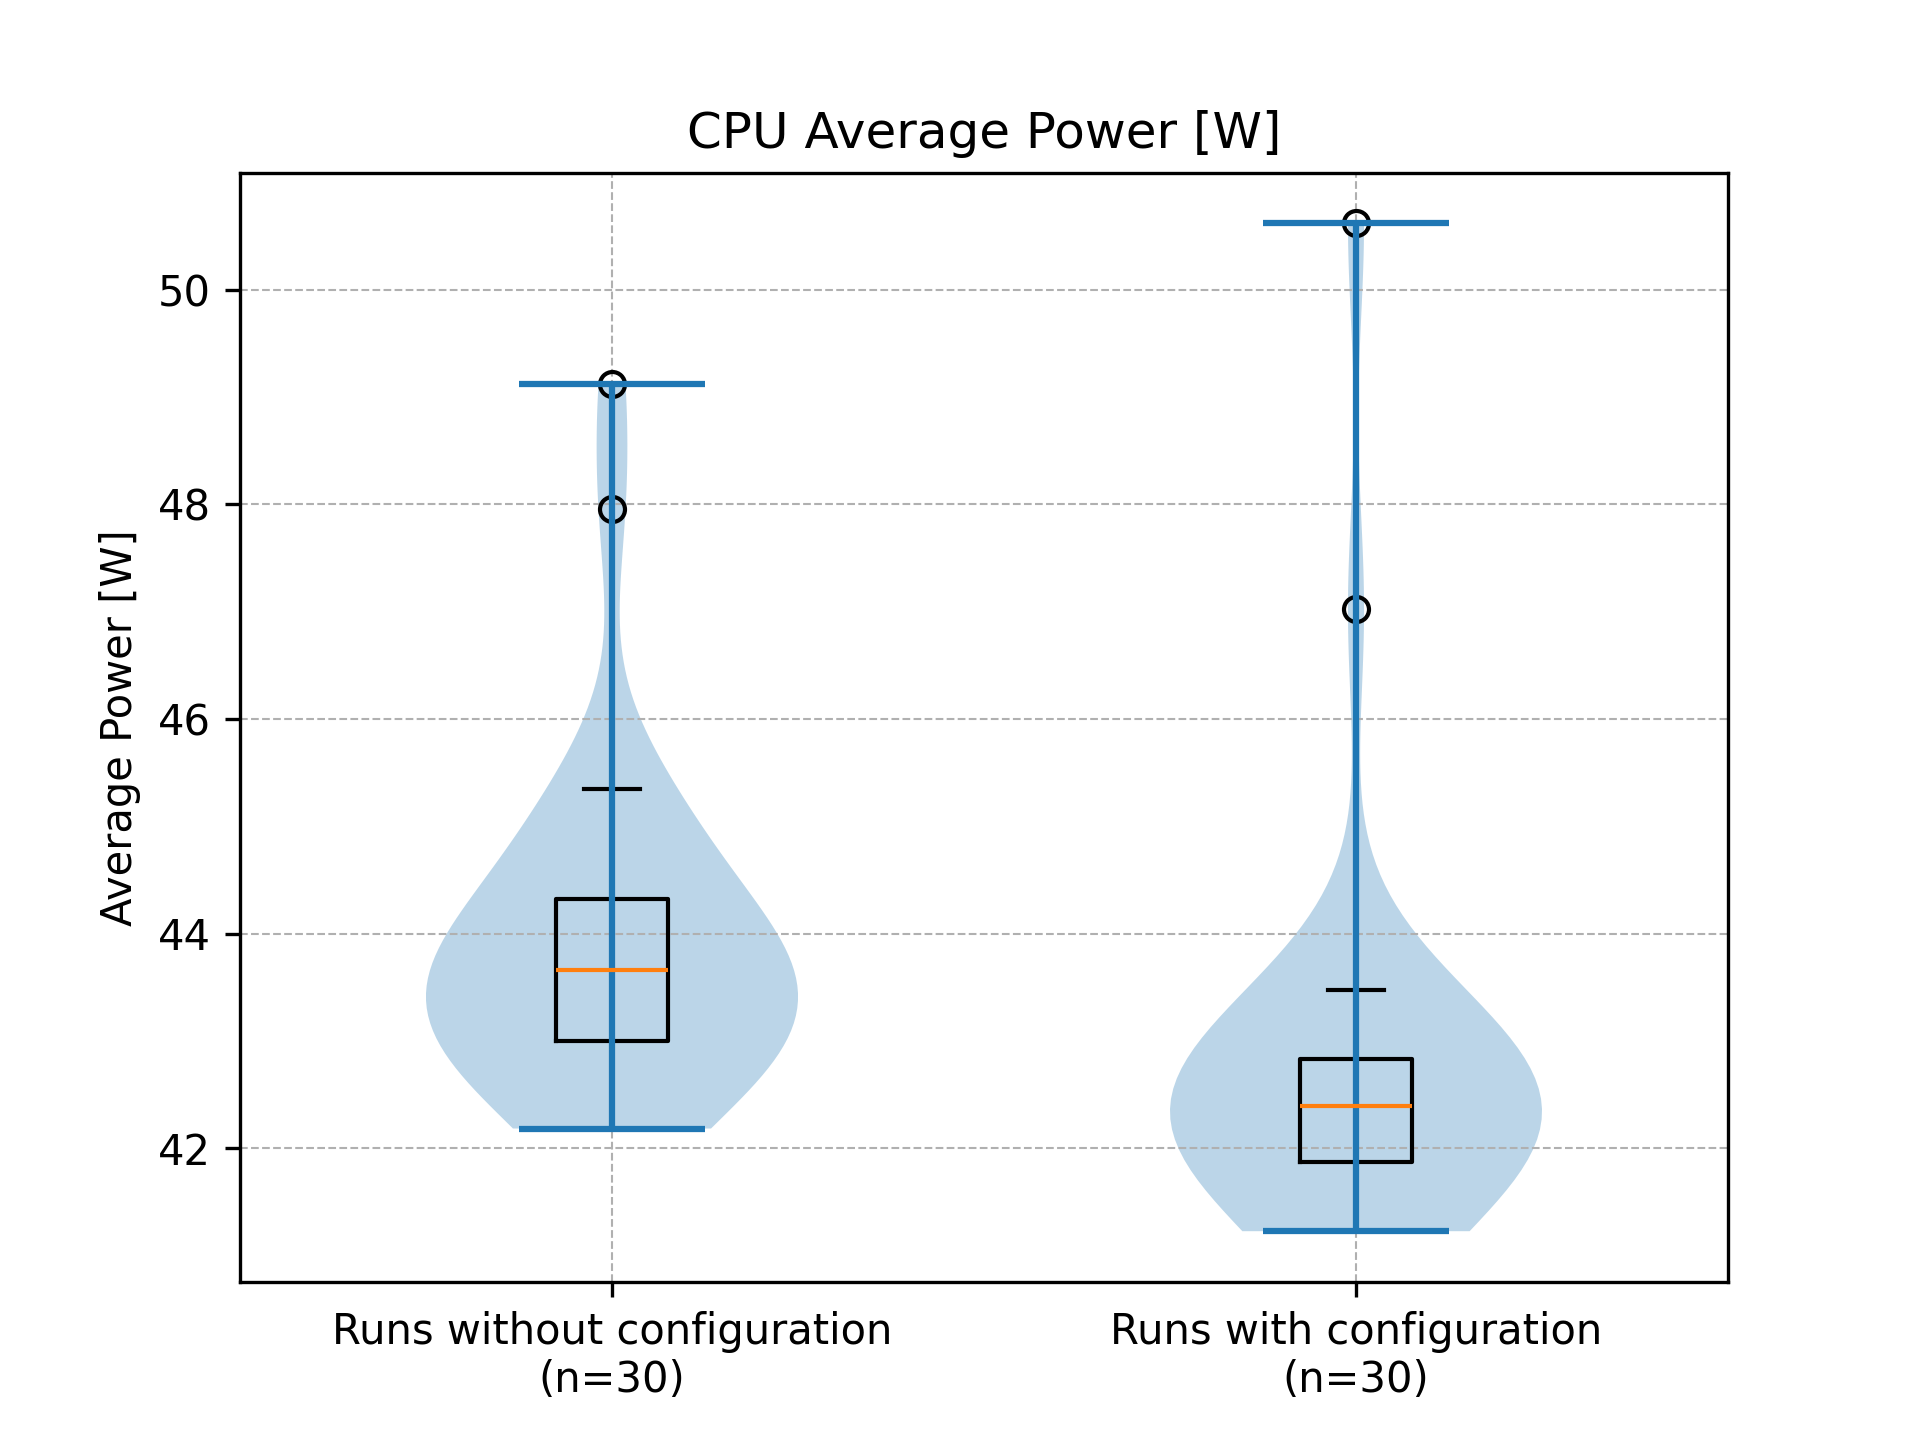 CPU Average Power [W]
Average Power [W]
50
48
46
44
42
Runs without configuration
(n=30)
Runs with configuration
(n=30)